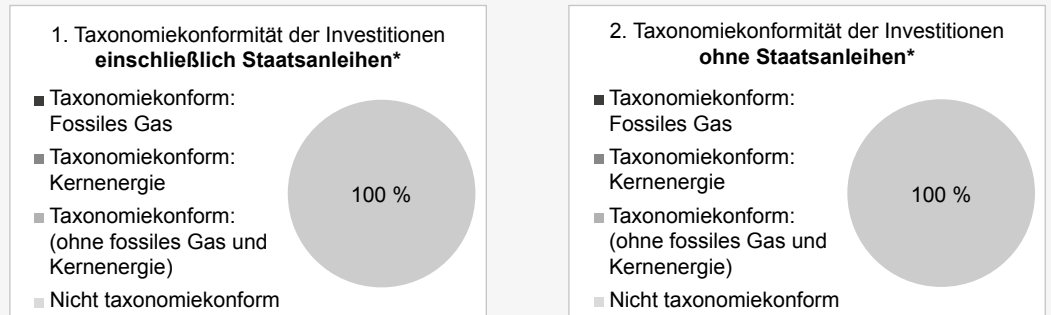 1. Taxonomiekonformität der Investitionen
einschließlich Staatsanleihen*
Taxonomiekonform:
Fossiles Gas
Taxonomiekonform:
Kernenergie
Taxonomiekonform:
(ohne fossiles Gas und
Kernenergie)
Nicht taxonomiekonform
100 %
2. Taxonomiekonformität der Investitionen
ohne Staatsanleihen*
Taxonomiekonform:
Fossiles Gas
Taxonomiekonform:
Kernenergie
Taxonomiekonform:
(ohne fossiles Gas und
Kernenergie)
Nicht taxonomiekonform
100 %